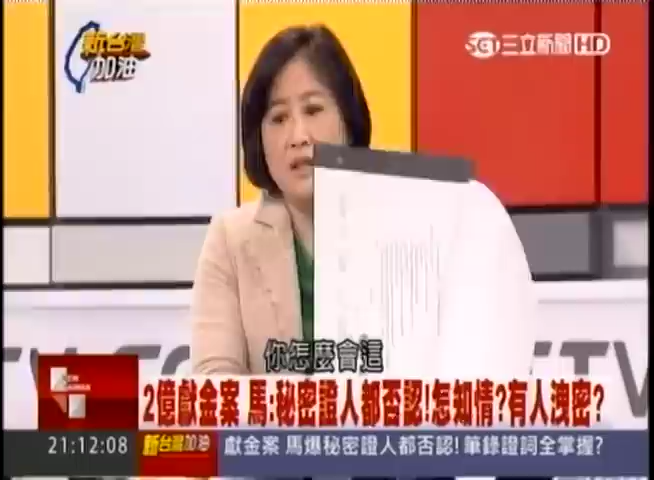 新台灣
加油
SET三立新聞HD
你怎麼會這
2億獻金案 馬:秘密證人都否認!怎知情?有人洩密?
21:12:08
新台灣加油
獻金案 馬爆秘密證人都否認! 筆錄證詞全掌握?